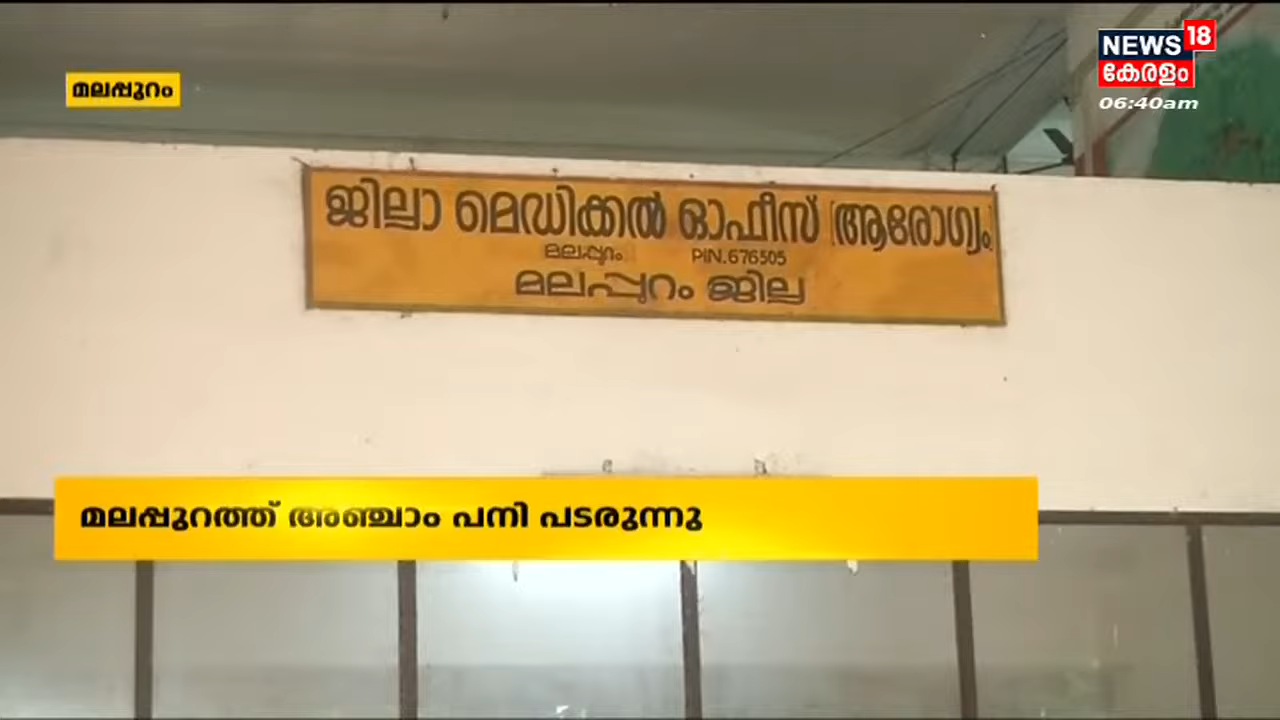 മലപ്പുറം
NEWS 18
കേരളം
06:40am
ജില്ലാ മെഡിക്കൽ ഓഫീസ് (ആരോഗ്യം)
മലപ്പുറം PIN.676505
മലപ്പുറം ജില്ല
മലപ്പുറത്ത് അഞ്ചാം പനി പടരുന്നു